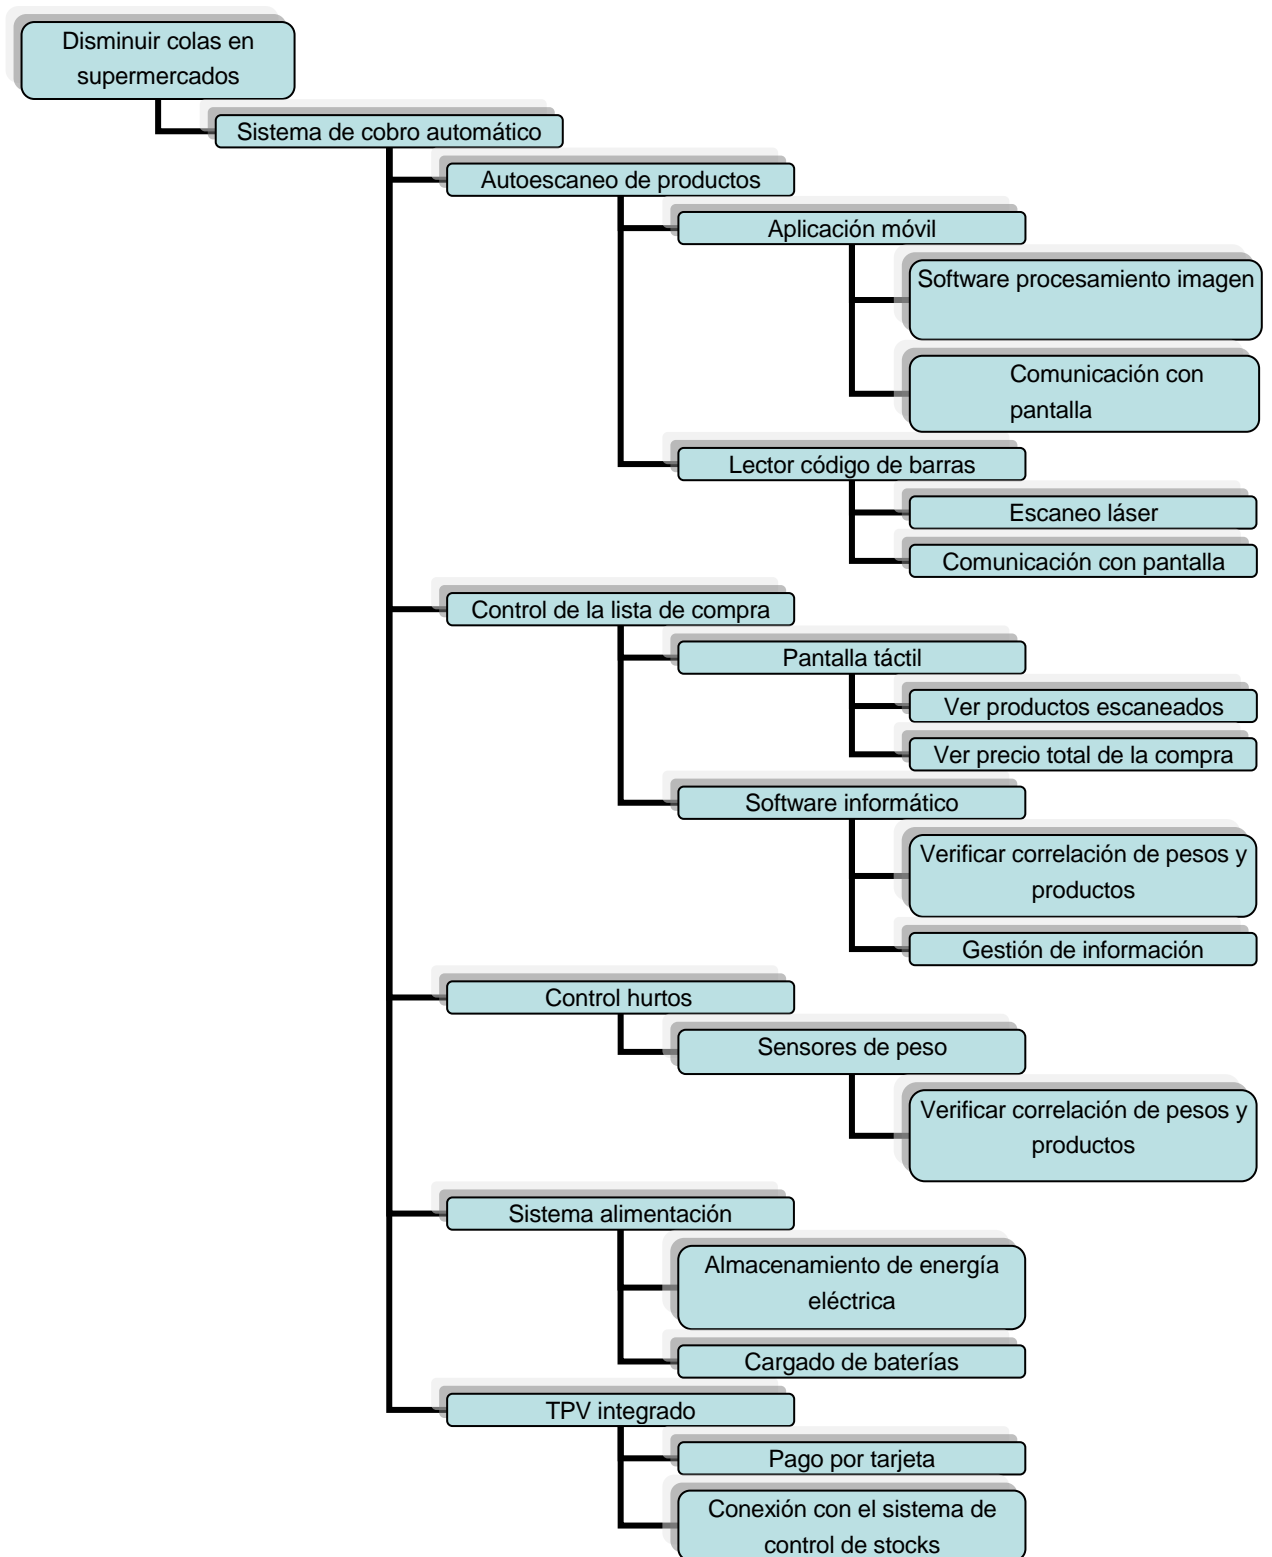 Disminuir colas en
supermercados
Sistema de cobro automático
Autoescaneo de productos
Aplicación móvil
Software procesamiento imagen
Comunicación con
pantalla
Lector código de barras
Escaneo láser
Comunicación con pantalla
Control de la lista de compra
Pantalla táctil
Ver productos escaneados
Ver precio total de la compra
Software informático
Verificar correlación de pesos y
productos
Gestión de información
Control hurtos
Sensores de peso
Verificar correlación de pesos y
productos
Sistema alimentación
Almacenamiento de energía
eléctrica
Cargado de baterías
TPV integrado
Pago por tarjeta
Conexión con el sistema de
control de stocks